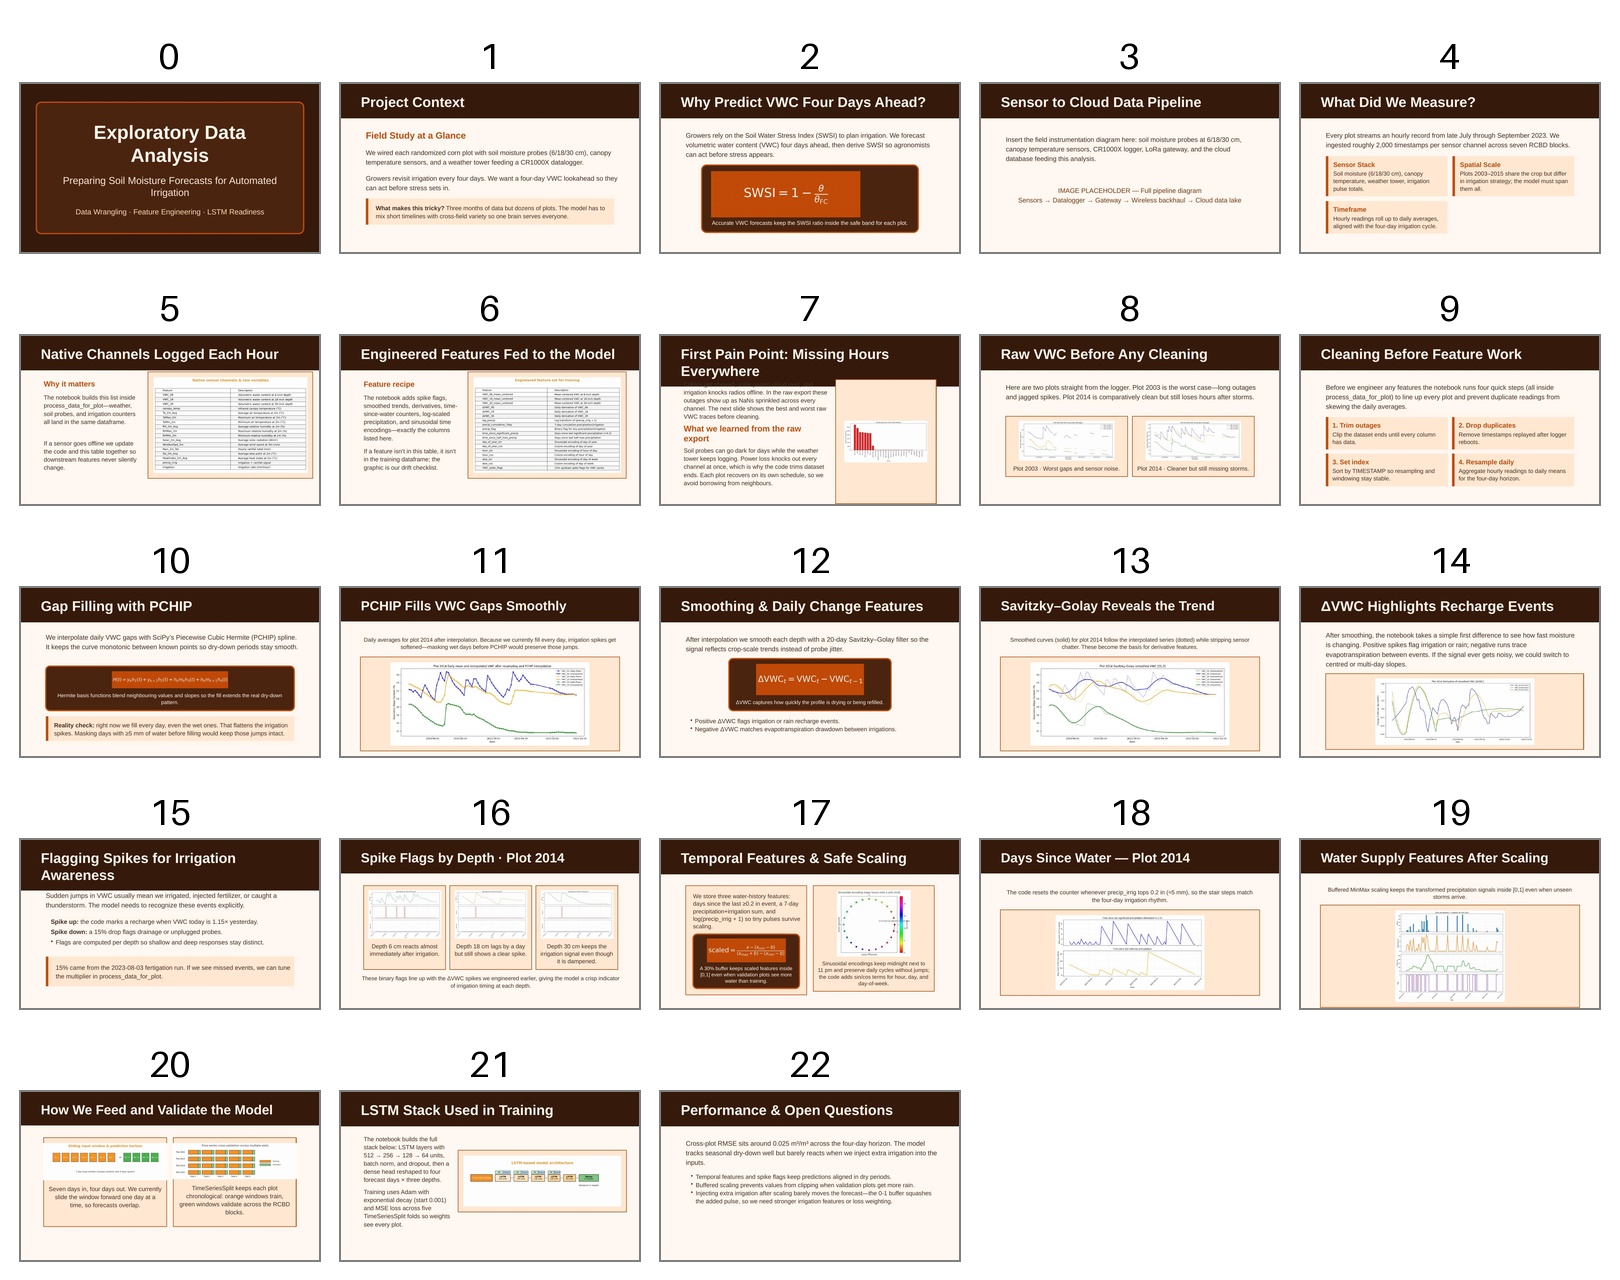 0
Exploratory Data
Analysis
Preparing Soil Moisture Forecasts for Automated
Irrigation
Data Wrangling · Feature Engineering · LSTM Readiness
1
Project Context
Field Study at a Glance
We wired each randomized corn plot with soil moisture probes (6/18/30 cm), canopy
temperature sensors, and a weather tower feeding a CR1000X datalogger.
Growers revisit irrigation every four days. We want a four-day VWC lookahead so they
can act before stress sets in.
What makes this tricky? Three months of data but dozens of plots. The model has to
mix short timelines with cross-field variety so one brain serves everyone.
2
Why Predict VWC Four Days Ahead?
Growers rely on the Soil Water Stress Index (SWSI) to plan irrigation. We forecast
volumetric water content (VWC) four days ahead, then derive SWSI so agronomists
can act before stress appears.
SWSI = 1 − θ/θFC
Accurate VWC forecasts keep the SWSI ratio inside the safe band for each plot.
3
Sensor to Cloud Data Pipeline
Insert the field instrumentation diagram here: soil moisture probes at 6/18/30 cm,
canopy temperature sensors, CR1000X logger, LoRa gateway, and the cloud
database feeding this analysis.
IMAGE PLACEHOLDER — Full pipeline diagram
Sensors → Datalogger → Gateway → Wireless backhaul → Cloud data lake
4
What Did We Measure?
Every plot streams an hourly record from late July through September 2023. We
ingested roughly 2,000 timestamps per sensor channel across seven RCBD blocks.
Sensor Stack
Soil moisture (6/18/30 cm), canopy
temperature, weather tower, irrigation
pulse totals.
Spatial Scale
Plots 2003–2015 share the crop but differ
in irrigation strategy; the model must span
them all.
Timeframe
Hourly readings roll up to daily averages,
aligned with the four-day irrigation cycle.
5
Native Channels Logged Each Hour
Why it matters
The notebook builds this list inside
process_data_for_plot—weather,
soil probes, and irrigation counters
all land in the same dataframe.
If a sensor goes offline we update
the code and this table together so
downstream features never silently
change.
Native sensor channels & raw variables
6
Engineered Features Fed to the Model
Feature recipe
The notebook adds spike flags,
smoothed trends, derivatives, time-
since-water counters, log-scaled
precipitation, and sinusoidal time
encodings—exactly the columns
listed here.
If a feature isn't in this table, it isn't
in the training dataframe; the
graphic is our drift checklist.
Engineered feature set for training
7
First Pain Point: Missing Hours
Everywhere
irrigation knocks radios offline. In the raw export these
outages show up as NaNs sprinkled across every
channel. The next slide shows the best and worst raw
VWC traces before cleaning.
What we learned from the raw
export
Soil probes can go dark for days while the weather
tower keeps logging. Power loss knocks out every
channel at once, which is why the code trims dataset
ends. Each plot recovers on its own schedule, so we
avoid borrowing from neighbours.
8
Raw VWC Before Any Cleaning
Here are two plots straight from the logger. Plot 2003 is the worst case—long outages
and jagged spikes. Plot 2014 is comparatively clean but still loses hours after storms.
Plot 2003 · Worst gaps and sensor noise.
Plot 2014 · Cleaner but still missing storms.
9
Cleaning Before Feature Work
Before we engineer any features the notebook runs four quick steps (all inside
process_data_for_plot) to line up every plot and prevent duplicate readings from
skewing the daily averages.
1. Trim outages
Clip the dataset ends until every column
has data.
2. Drop duplicates
Remove timestamps replayed after logger
reboots.
3. Set index
Sort by TIMESTAMP so resampling and
windowing stay stable.
4. Resample daily
Aggregate hourly readings to daily means
for the four-day horizon.
10
Gap Filling with PCHIP
We interpolate daily VWC gaps with SciPy's Piecewise Cubic Hermite (PCHIP) spline.
It keeps the curve monotonic between known points so dry-down periods stay smooth.
Hermite basis functions blend neighbouring values and slopes so the fill extends the real dry-down
pattern.
Reality check: right now we fill every day, even the wet ones. That flattens the irrigation
spikes. Masking days with ≥5 mm of water before filling would keep those jumps intact.
11
PCHIP Fills VWC Gaps Smoothly
Daily averages for plot 2014 after interpolation. Because we currently fill every day, irrigation spikes get
softened—masking wet days before PCHIP would preserve those jumps.
12
Smoothing & Daily Change Features
After interpolation we smooth each depth with a 20-day Savitzky–Golay filter so the
signal reflects crop-scale trends instead of probe jitter.
ΔVWCt = VWCt − VWCt−1
ΔVWC captures how quickly the profile is drying or being refilled.
• Positive ΔVWC flags irrigation or rain recharge events.
• Negative ΔVWC matches evapotranspiration drawdown between irrigations.
13
Savitzky–Golay Reveals the Trend
Smoothed curves (solid) for plot 2014 follow the interpolated series (dotted) while stripping sensor
chatter. These become the basis for derivative features.
14
ΔVWC Highlights Recharge Events
After smoothing, the notebook takes a simple first difference to see how fast moisture
is changing. Positive spikes flag irrigation or rain; negative runs trace
evapotranspiration between events. If the signal ever gets noisy, we could switch to
centred or multi-day slopes.
15
Flagging Spikes for Irrigation
Awareness
Sudden jumps in VWC usually mean we irrigated, injected fertilizer, or caught a
thunderstorm. The model needs to recognize these events explicitly.
Spike up: the code marks a recharge when VWC today is 1.15× yesterday.
Spike down: a 15% drop flags drainage or unplugged probes.
• Flags are computed per depth so shallow and deep responses stay distinct.
15% came from the 2023-08-03 fertigation run. If we see missed events, we can tune
the multiplier in process_data_for_plot.
16
Spike Flags by Depth · Plot 2014
Depth 6 cm reacts almost
immediately after irrigation.
Depth 18 cm lags by a day
but still shows a clear spike.
Depth 30 cm keeps the
irrigation signal even though
it is dampened.
These binary flags line up with the ΔVWC spikes we engineered earlier, giving the model a crisp indicator
of irrigation timing at each depth.
17
Temporal Features & Safe Scaling
We store three water-history features:
days since the last ≥0.2 in event, a 7-day
precipitation+irrigation sum, and
log(precip_irrig + 1) so tiny pulses survive
scaling.
A 30% buffer keeps scaled features inside
[0,1] even when validation plots see more
water than training.
Sinusoidal encodings keep midnight next to
11 pm and preserve daily cycles without jumps;
the code adds sin/cos terms for hour, day, and
day-of-week.
18
Days Since Water — Plot 2014
The code resets the counter whenever precip_irrig tops 0.2 in (≈5 mm), so the stair steps match
the four-day irrigation rhythm.
19
Water Supply Features After Scaling
Buffered MinMax scaling keeps the transformed precipitation signals inside [0,1] even when unseen
storms arrive.
20
How We Feed and Validate the Model
Sliding input window & prediction horizon
Seven days in, four days out. We currently
slide the window forward one day at a
time, so forecasts overlap.
Time series cross-validation across multiple plots
TimeSeriesSplit keeps each plot
chronological: orange windows train,
green windows validate across the RCBD
blocks.
21
LSTM Stack Used in Training
The notebook builds the full
stack below: LSTM layers with
512 → 256 → 128 → 64 units,
batch norm, and dropout, then a
dense head reshaped to four
forecast days × three depths.
Training uses Adam with
exponential decay (start 0.001)
and MSE loss across five
TimeSeriesSplit folds so weights
see every plot.
LSTM-based model architecture
22
Performance & Open Questions
Cross-plot RMSE sits around 0.025 m³/m³ across the four-day horizon. The model
tracks seasonal dry-down well but barely reacts when we inject extra irrigation into the
inputs.
• Temporal features and spike flags keep predictions aligned in dry periods.
• Buffered scaling prevents values from clipping when validation plots get more rain.
• Injecting extra irrigation after scaling barely moves the forecast—the 0-1 buffer squashes
the added pulse, so we need stronger irrigation features or loss weighting.